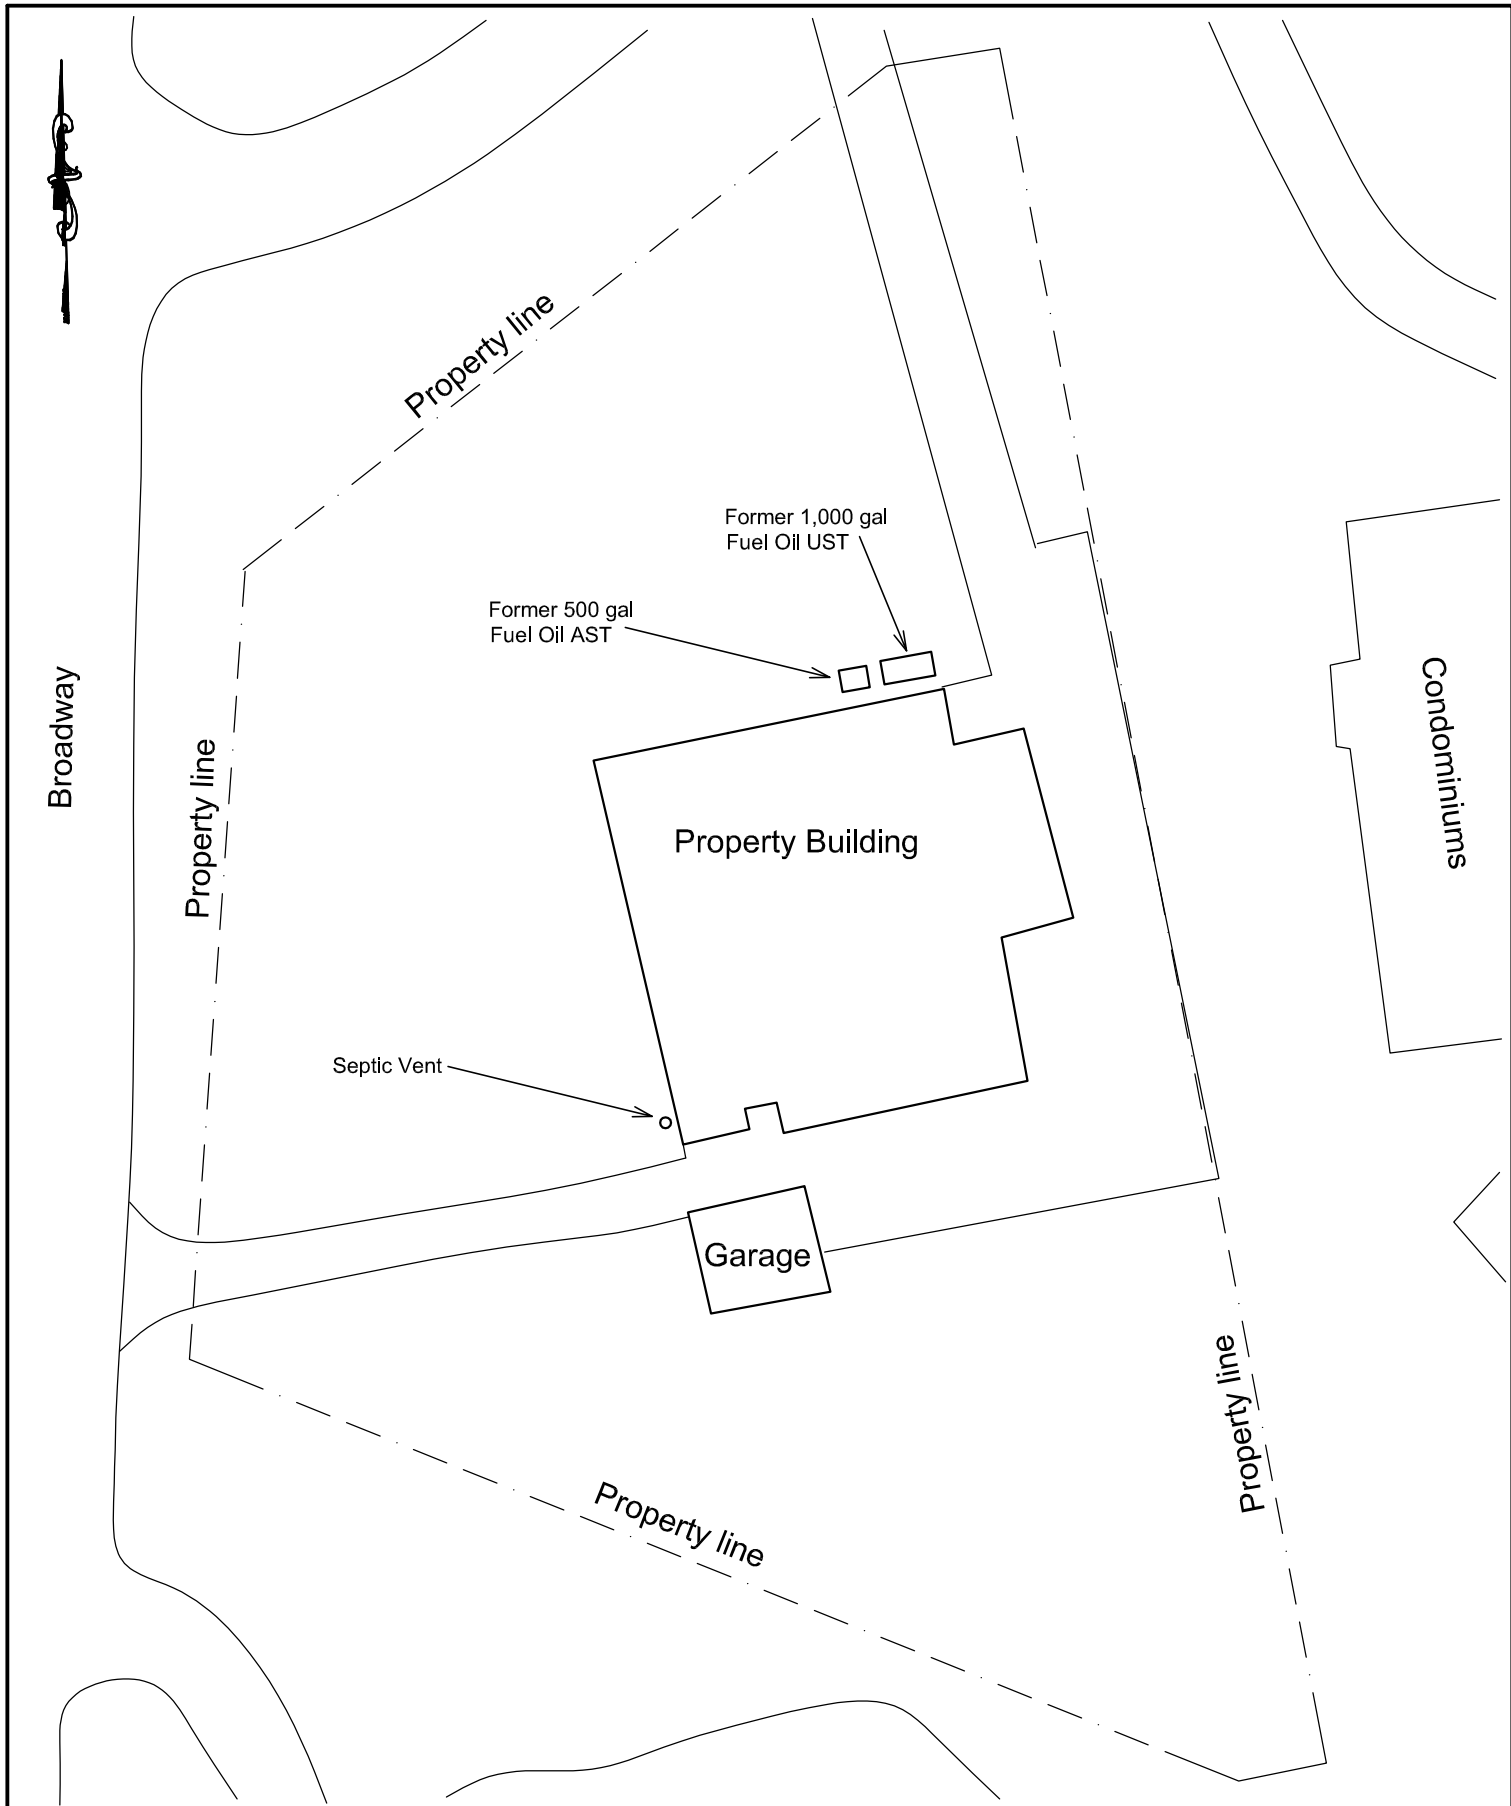 Property line
Former 1,000 gal
Fuel Oil UST
Former 500 gal
Fuel Oil AST
Broadway
Property line
Condominiums
Property Building
Septic Vent
Garage
Property line
Property line